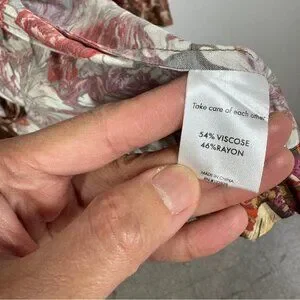 Take care of each other
54% VISCOSE
46%RAYON
MADE IN CHINA